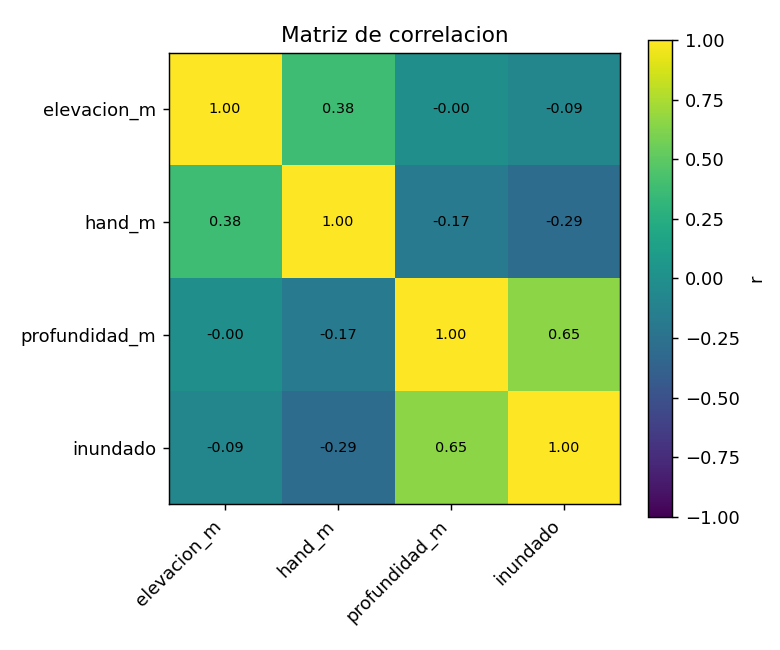 Matriz de correlacion
elevacion_m 1.00 0.38 -0.00 -0.09
hand_m 0.38 1.00 -0.17 -0.29
profundidad_m -0.00 -0.17 1.00 0.65
inundado -0.09 -0.29 0.65 1.00
elevacion_m hand_m profundidad_m inundado
1.00
0.75
0.50
0.25
0.00
−0.25
−0.50
−0.75
−1.00
r